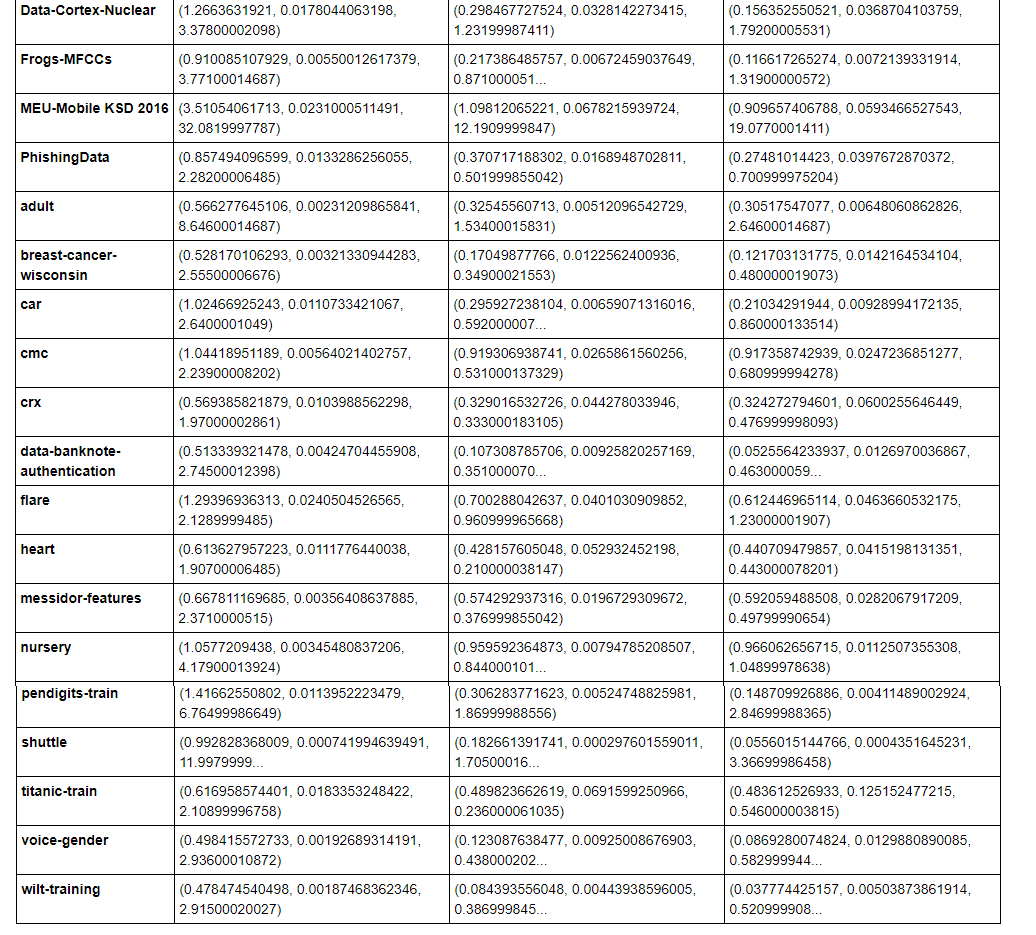 Data-Cortex-Nuclear (1.2663631921, 0.0178044063198, (0.298467727524, 0.0328142273415, (0.156352550521, 0.0368704103759,
3.37800002098) 1.23199987411) 1.79200005531)
Frogs-MFCCs (0.910085107929, 0.00550012617379, (0.217386485757, 0.00672459037649, (0.116617265274, 0.0072139331914,
3.77100014687) 0.871000051... 1.31900000572)
MEU-Mobile KSD 2016 (3.51054061713, 0.0231000511491, (1.09812065221, 0.0678215939724, (0.909657406788, 0.0593466527543,
32.0819997787) 12.1909999847) 19.0770001411)
PhishingData (0.857494096599, 0.0133286256055, (0.370717188302, 0.0168948702811, (0.27481014423, 0.0397672870372,
2.28200006485) 0.501999855042) 0.700999975204)
adult (0.566277645106, 0.00231209865841, (0.32545560713, 0.00512096542729, (0.30517547077, 0.00648060862826,
8.64600014687) 1.53400015831) 2.64600014687)
breast-cancer- (0.528170106293, 0.00321330944283, (0.17049877766, 0.0122562400936, (0.121703131775, 0.0142164534104,
wisconsin 2.55500006676) 0.34900021553) 0.480000019073)
car (1.02466925243, 0.0110733421067, (0.295927238104, 0.00659071316016, (0.21034291944, 0.00928994172135,
2.6400001049) 0.592000007... 0.860000133514)
cmc (1.04418951189, 0.00564021402757, (0.919306938741, 0.0265861560256, (0.917358742939, 0.0247236851277,
2.23900008202) 0.531000137329) 0.680999994278)
crx (0.569385821879, 0.0103988562298, (0.329016532726, 0.044278033946, (0.324272794601, 0.0600255646449,
1.97000002861) 0.333000183105) 0.476999998093)
data-banknote- (0.513339321478, 0.00424704455908, (0.107308785706, 0.00925820257169, (0.0525564233937, 0.0126970036867,
authentication 2.74500012398) 0.351000070... 0.463000059...
flare (1.29396936313, 0.0240504526565, (0.700288042637, 0.0401030909852, (0.612446965114, 0.0463660532175,
2.1289999485) 0.960999965668) 1.23000001907)
heart (0.613627957223, 0.0111776440038, (0.428157605048, 0.052932452198, (0.440709479857, 0.0415198131351,
1.90700006485) 0.210000038147) 0.443000078201)
messidor-features (0.667811169685, 0.00356408637885, (0.574292937316, 0.0196729309672, (0.592059488508, 0.0282067917209,
2.3710000515) 0.376999855042) 0.49799990654)
nursery (1.0577209438, 0.00345480837206, (0.959592364873, 0.00794785208507, (0.966062656715, 0.0112507355308,
4.17900013924) 0.844000101... 1.04899978638)
pendigits-train (1.41662550802, 0.0113952223479, (0.306283771623, 0.00524748825981, (0.148709926886, 0.00411489002924,
6.76499986649) 1.86999988556) 2.84699988365)
shuttle (0.992828368009, 0.000741994639491, (0.182661391741, 0.000297601559011, (0.0556015144766, 0.0004351645231,
11.9979999... 1.70500016... 3.36699986458)
titanic-train (0.616958574401, 0.0183353248422, (0.489823662619, 0.0691599250966, (0.483612526933, 0.125152477215,
2.10899996758) 0.236000061035) 0.546000003815)
voice-gender (0.498415572733, 0.00192689314191, (0.123087638477, 0.00925008676903, (0.0869280074824, 0.0129880890085,
2.93600010872) 0.438000202... 0.582999944...
wilt-training (0.478474540498, 0.00187468362346, (0.084393556048, 0.00443938596005, (0.037774425157, 0.00503873861914,
2.91500020027) 0.386999845... 0.520999908...